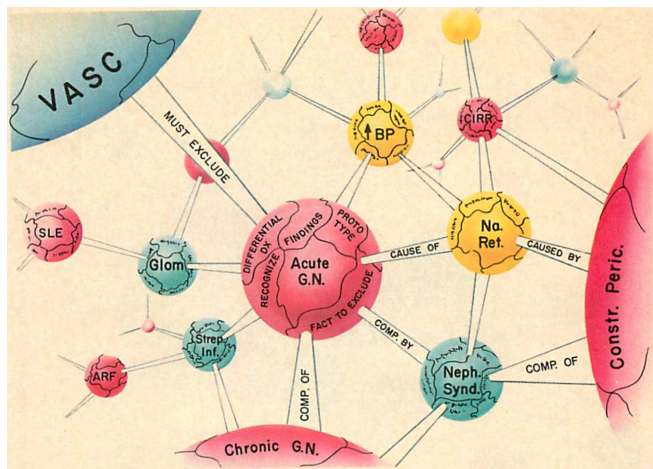 VASC
MUST EXCLUDE
↑BP
CIRR
SLE
Glom
DIFFERENTIAL
DX
RECOGNIZE
FINDINGS
PROTO
TYPE
Acute
G.N.
FACT TO EXCLUDE
CAUSE OF
Na.
Ret.
CAUSED BY
Constr. Peric.
Strep.
Inf.
ARF
COMP. BY
COMP. OF
Neph.
Synd.
COMP. OF
Chronic G.N.